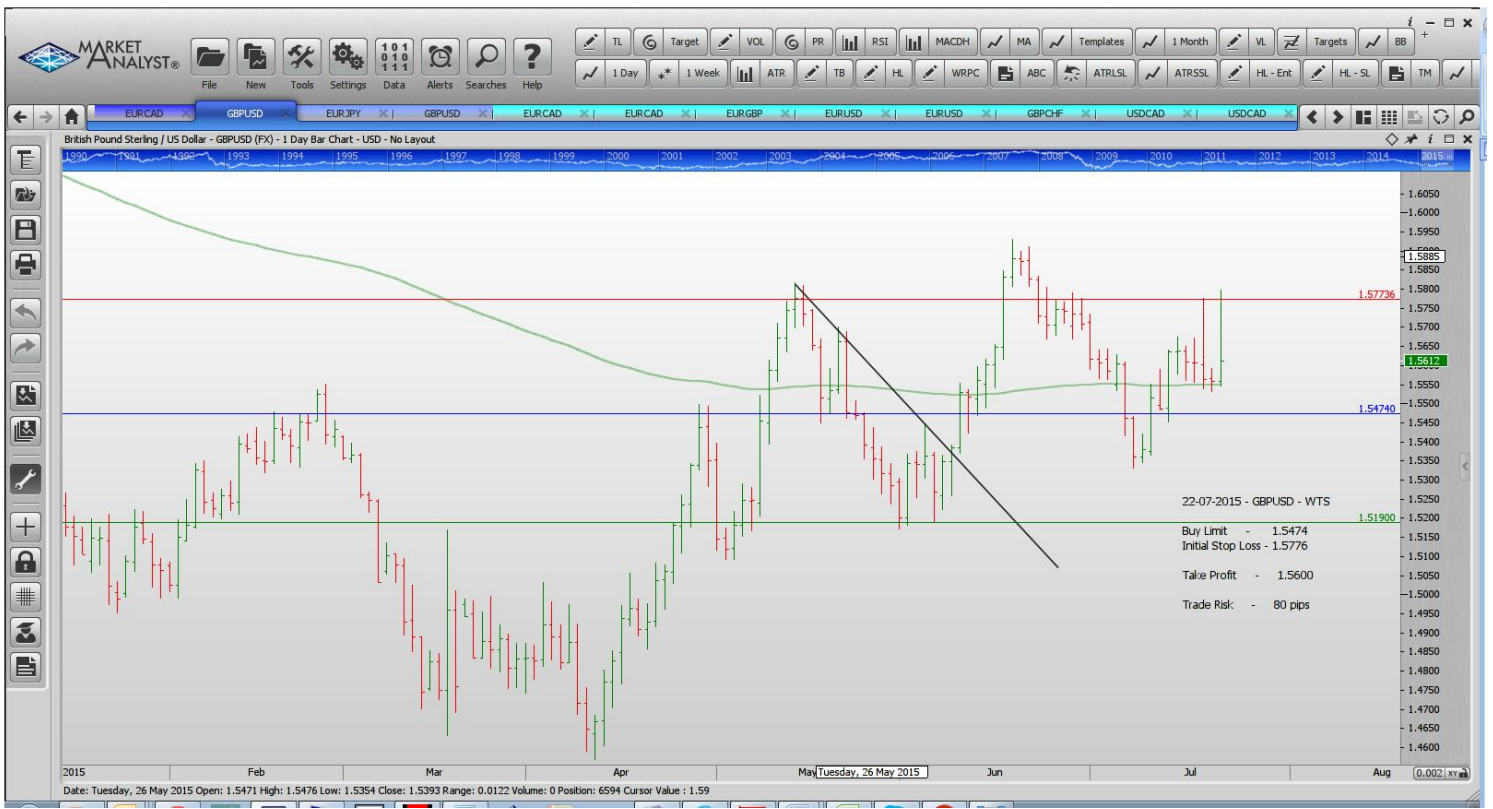 i
MARKET ANALYST®
File New Tools Settings Data Alerts Searches Help
TL Target VOL PR RSI MACDH MA Templates 1 Month VL Targets BB
1 Day 1 Week ATR TB HL WRPC ABC ATRLSL ATRSSL HL - Ent HL - SL TM
EURCAD GBPUSD EURJPY GBPUSD EURCAD EURCAD EURGBP EURUSD EURUSD GBPCHF USDCAD USDCAD
British Pound Sterling / US Dollar - GBPUSD (FX) - 1 Day Bar Chart - USD - No Layout
1990 1991 1992 1993 1994 1995 1996 1997 1998 1999 2000 2001 2002 2003 2004 2005 2006 2007 2008 2009 2010 2011 2012 2013 2014 2015
1.6050
1.6000
1.5950
1.5885
1.5850
1.5800
1.57736
1.5750
1.5700
1.5650
1.5612
1.5550
1.5500
1.54740
1.5450
1.5400
1.5350
1.5300
1.5250
22-07-2015 - GBPUSD - WTS
1.51900
1.5200
Buy Limit - 1.5474
Initial Stop Loss - 1.5776
1.5150
1.5100
Take Profit - 1.5600
1.5050
1.5000
Trade Risk - 80 pips
1.4950
1.4900
1.4850
1.4800
1.4750
1.4700
1.4650
1.4600
2015 Feb Mar Apr May Tuesday, 26 May 2015 Jun Jul Aug 0.002 XY
Date: Tuesday, 26 May 2015 Open: 1.5471 High: 1.5476 Low: 1.5354 Close: 1.5393 Range: 0.0122 Volume: 0 Position: 6594 Cursor Value : 1.59